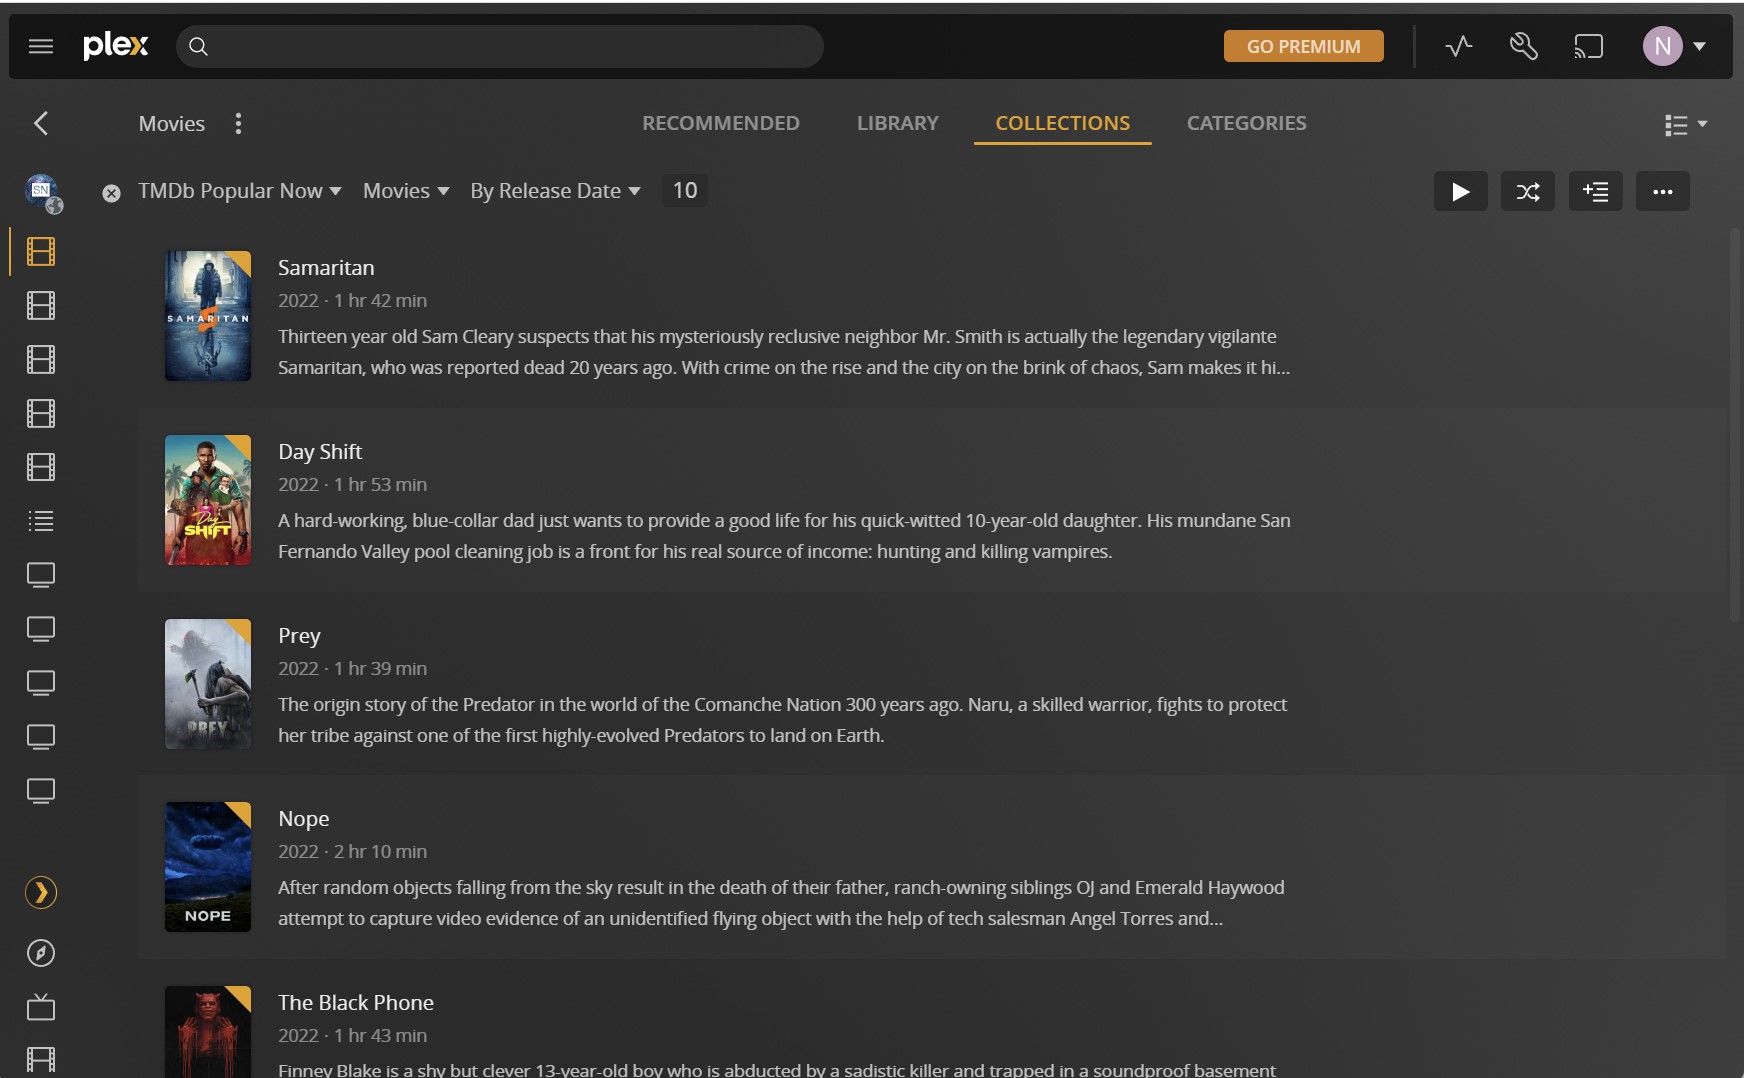 plex
GO PREMIUM
N
Movies
RECOMMENDED
LIBRARY
COLLECTIONS
CATEGORIES
SN
TMDb Popular Now
Movies
By Release Date
10
SAMARITAN
Samaritan
2022 · 1 hr 42 min
Thirteen year old Sam Cleary suspects that his mysteriously reclusive neighbor Mr. Smith is actually the legendary vigilante
Samaritan, who was reported dead 20 years ago. With crime on the rise and the city on the brink of chaos, Sam makes it hi...
Day
SHIFT
Day Shift
2022 · 1 hr 53 min
A hard-working, blue-collar dad just wants to provide a good life for his quick-witted 10-year-old daughter. His mundane San
Fernando Valley pool cleaning job is a front for his real source of income: hunting and killing vampires.
PREY
Prey
2022 · 1 hr 39 min
The origin story of the Predator in the world of the Comanche Nation 300 years ago. Naru, a skilled warrior, fights to protect
her tribe against one of the first highly-evolved Predators to land on Earth.
NOPE
Nope
2022 · 2 hr 10 min
After random objects falling from the sky result in the death of their father, ranch-owning siblings OJ and Emerald Haywood
attempt to capture video evidence of an unidentified flying object with the help of tech salesman Angel Torres and...
The Black Phone
2022 · 1 hr 43 min
Finney Blake is a shy but clever 13-year-old boy who is abducted by a sadistic killer and trapped in a soundproof basement